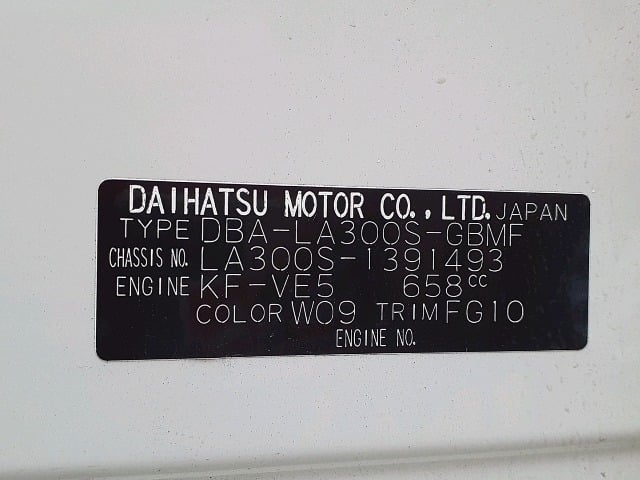 DAIHATSU MOTOR CO., LTD. JAPAN
TYPE DBA-LA300S-GBMF
CHASSIS NO. LA300S-1391493
ENGINE KF-VE5 658cc
COLOR W09 TRIM FG10
ENGINE NO.